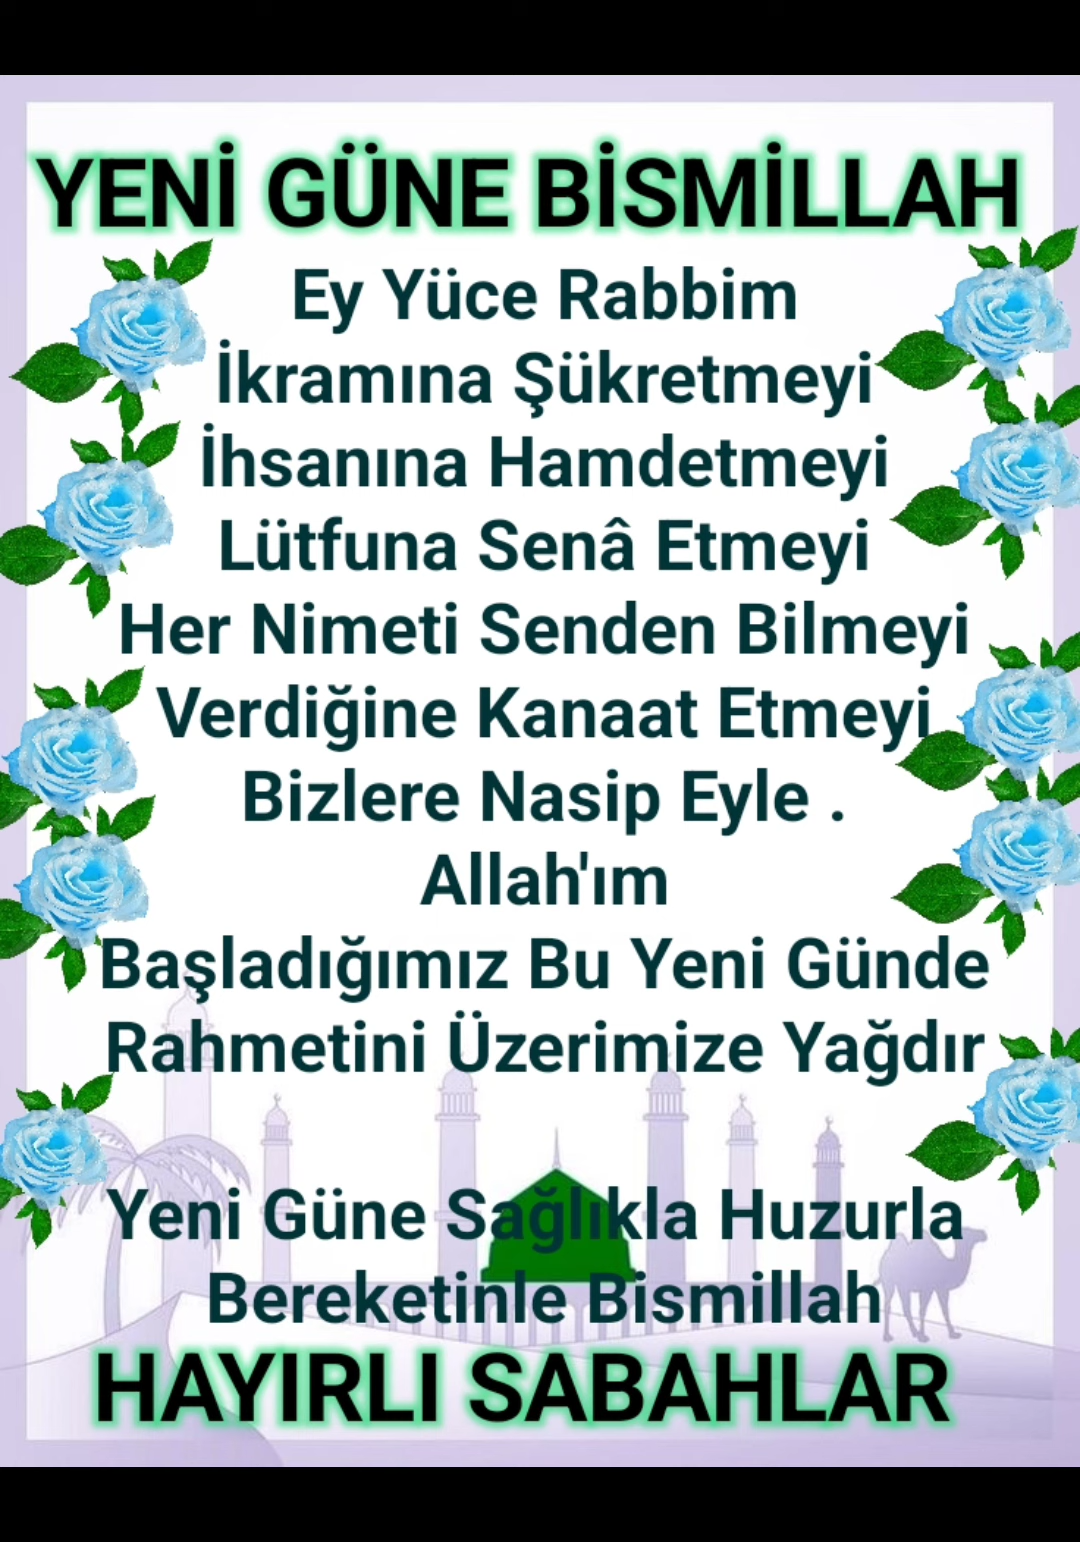 YENİ GÜNE BİSMİLLAH
Ey Yüce Rabbim
İkramına Şükretmeyi
İhsanına Hamdetmeyi
Lütfuna Senâ Etmeyi
Her Nimeti Senden Bilmeyi
Verdiğine Kanaat Etmeyi
Bizlere Nasip Eyle .
Allah'ım
Başladığımız Bu Yeni Günde
Rahmetini Üzerimize Yağdır
Yeni Güne Sağlıkla Huzurla
Bereketinle Bismillah
HAYIRLI SABAHLAR